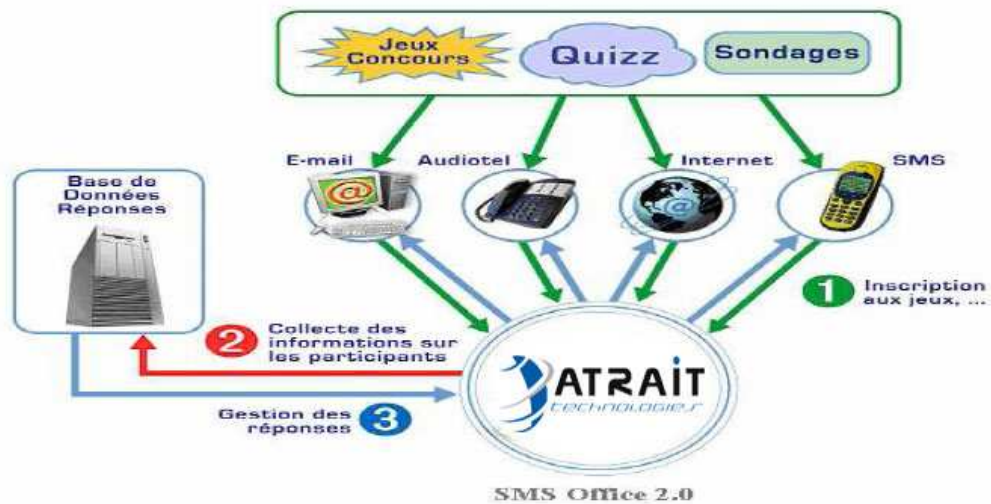 Jeux
Concours
Quizz
Sondages
E-mail
Audiotel
Internet
SMS
Base de
Données
Réponses
1
Inscription
aux jeux, ...
2
Collecte des
informations sur
les participants
ATRAIT
technologies
Gestion des
réponses
3
SMS Office 2.0